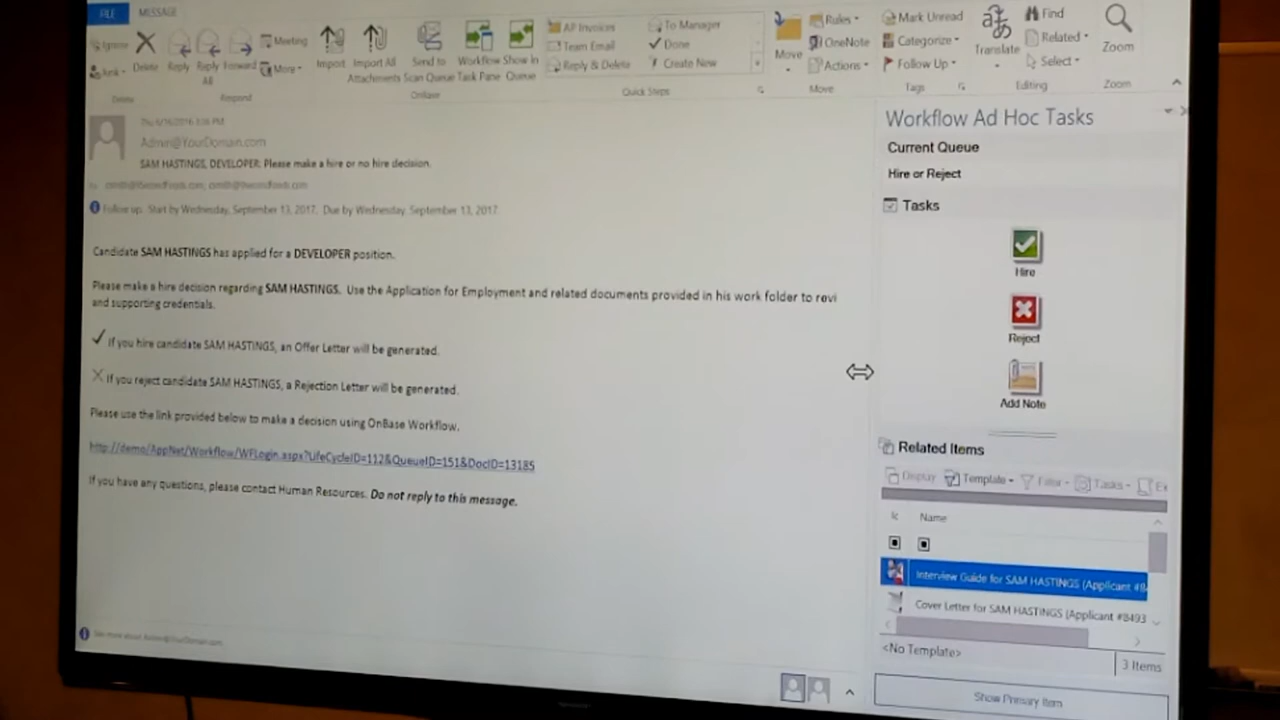 FILE MESSAGE
Ignore
Delete
Reply
Reply All
Forward
Meeting
More
Delete
Respond
Import
Import All Attachments
Send to Scan Queue
Workflow Task Pane
Show in Queue
OnBase
AP Invoices
Team Email
Reply & Delete
To Manager
Done
Create New
Quick Steps
Move
Rules
OneNote
Actions
Move
Mark Unread
Categorize
Follow Up
Tags
Translate
Find
Related
Select
Editing
Zoom
Zoom
Admin@YourDomain.com
SAM HASTINGS, DEVELOPER: Please make a hire or no hire decision.
Follow up. Start by Wednesday, September 13, 2017. Due by Wednesday, September 13, 2017.
Candidate SAM HASTINGS has applied for a DEVELOPER position.
Please make a hire decision regarding SAM HASTINGS. Use the Application for Employment and related documents provided in his work folder to revi
and supporting credentials.
If you hire candidate SAM HASTINGS, an Offer Letter will be generated.
If you reject candidate SAM HASTINGS, a Rejection Letter will be generated.
Please use the link provided below to make a decision using OnBase Workflow.
http://demo/AppNet/Workflow/WFLogin.aspx?LifeCycleID=112&QueueID=151&DocID=13185
If you have any questions, please contact Human Resources. Do not reply to this message.
See more about Admin@YourDomain.com
Workflow Ad Hoc Tasks
Current Queue
Hire or Reject
Tasks
Hire
Reject
Add Note
Related Items
Display Template Filter Tasks Ex
Ic Name
Interview Guide for SAM HASTINGS (Applicant #84
Cover Letter for SAM HASTINGS (Applicant #8493
<No Template>
3 Items
Show Primary Item